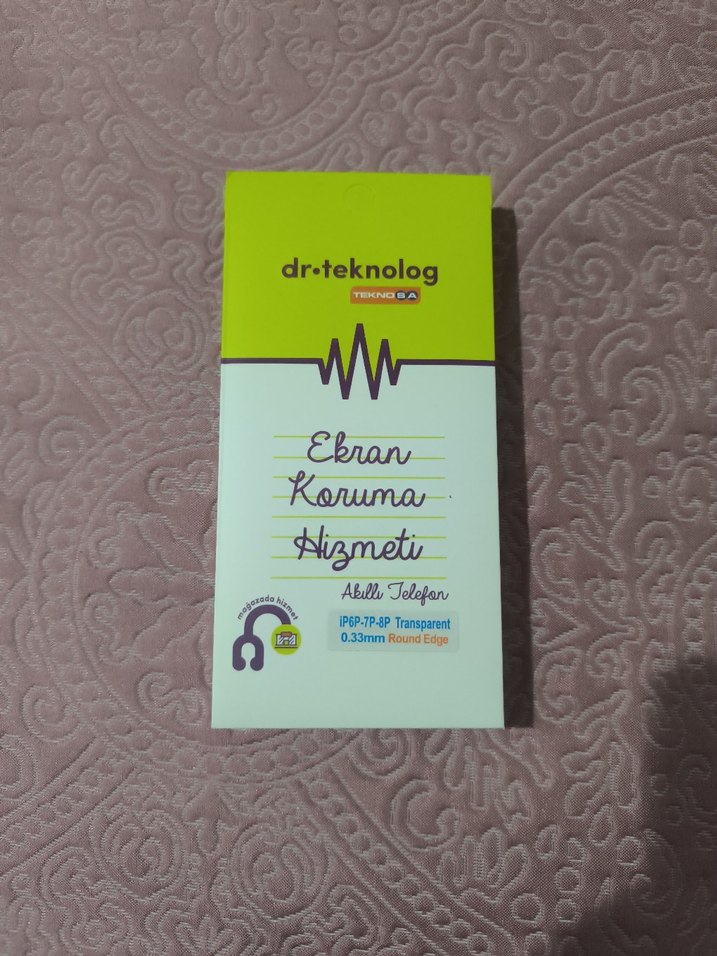 dr•teknolog
TEKNOSA
Ekran
Koruma
Hizmeti
Akıllı Telefon
mağazada hizmet
iP6P-7P-8P Transparent
0.33mm Round Edge